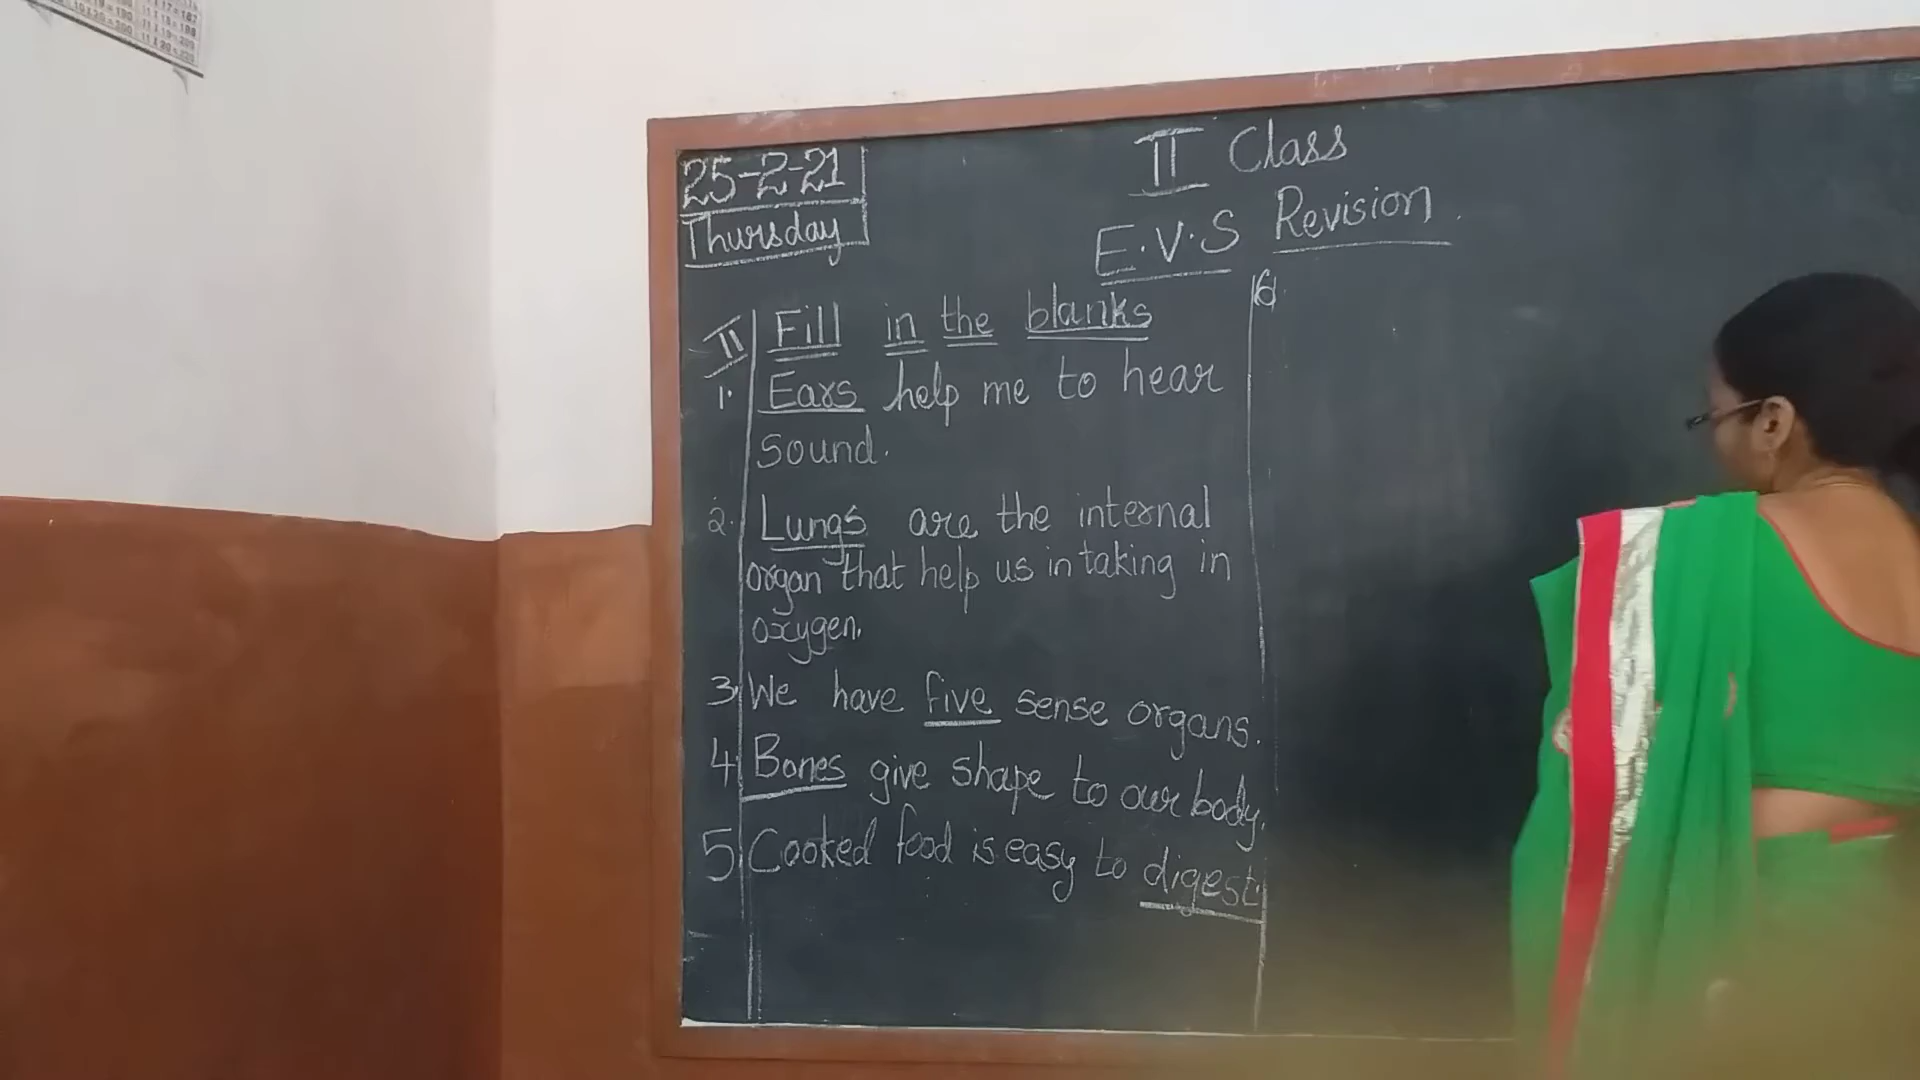 25-2-21
Thursday
II Class
E.V.S Revision.
II Fill in the blanks
1. Ears help me to hear
sound.
2. Lungs are the internal
organ that help us in taking in
oxygen.
3. We have five sense organs.
4. Bones give shape to our body.
5. Cooked food is easy to digest.
6.